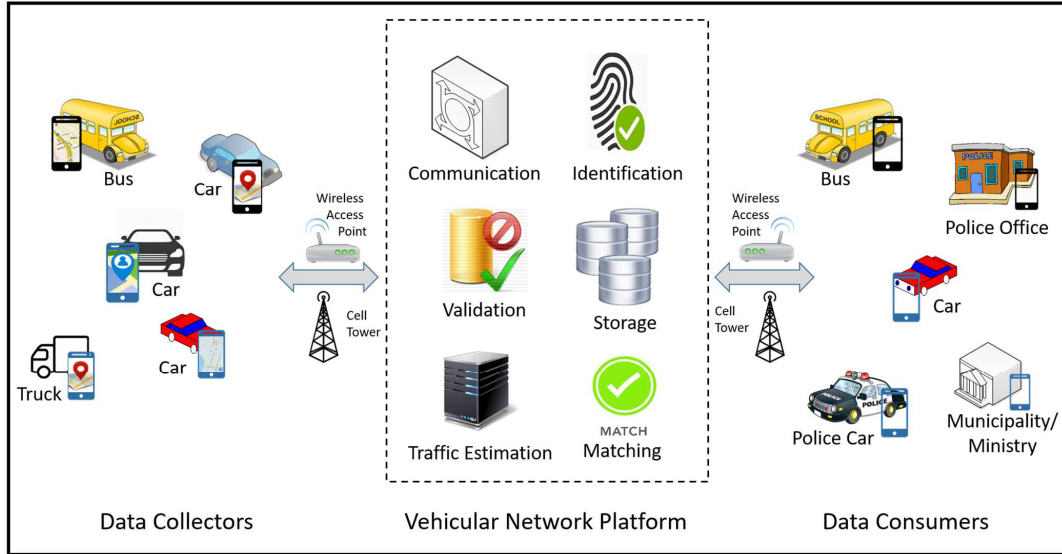 JOOHOS
Bus
Car
Car
Car
Truck
Data Collectors
Wireless
Access
Point
Cell
Tower
Communication
Identification
Validation
Storage
Traffic Estimation
MATCH
Matching
Vehicular Network Platform
Wireless
Access
Point
Cell
Tower
SCHOOL
Bus
POLICE
Police Office
Car
POLICE
Police Car
Municipality/
Ministry
Data Consumers